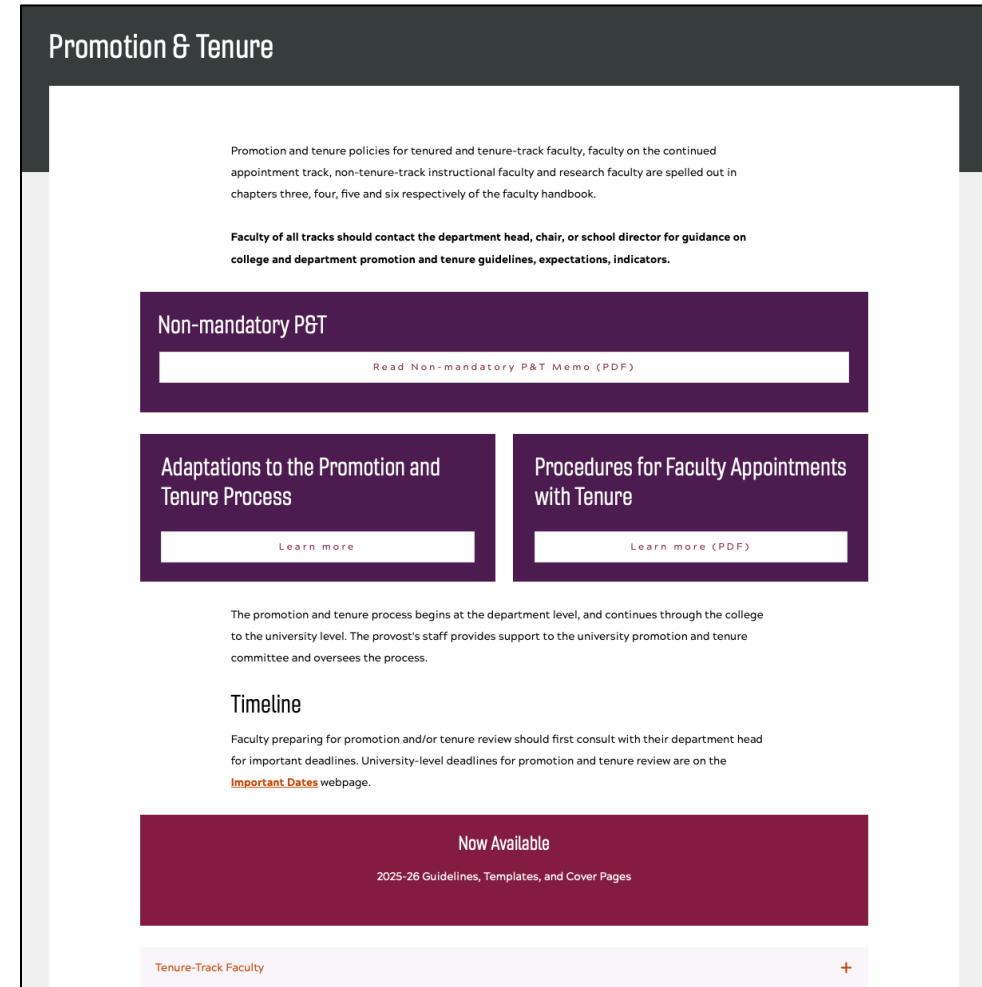 Promotion & Tenure
Promotion and tenure policies for tenured and tenure-track faculty, faculty on the continued
appointment track, non-tenure-track instructional faculty and research faculty are spelled out in
chapters three, four, five and six respectively of the faculty handbook.
Faculty of all tracks should contact the department head, chair, or school director for guidance on
college and department promotion and tenure guidelines, expectations, indicators.
Non-mandatory P&T
Read Non-mandatory P&T Memo (PDF)
Adaptations to the Promotion and
Tenure Process
Learn more
Procedures for Faculty Appointments
with Tenure
Learn more (PDF)
The promotion and tenure process begins at the department level, and continues through the college
to the university level. The provost's staff provides support to the university promotion and tenure
committee and oversees the process.
Timeline
Faculty preparing for promotion and/or tenure review should first consult with their department head
for important deadlines. University-level deadlines for promotion and tenure review are on the
Important Dates webpage.
Now Available
2025-26 Guidelines, Templates, and Cover Pages
Tenure-Track Faculty +